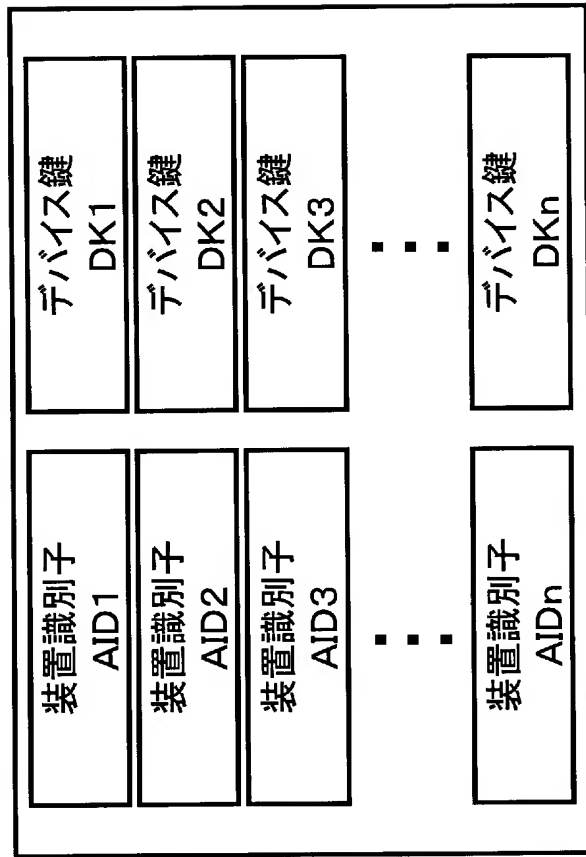 装置識別子
AID1
デバイス鍵
DK1
装置識別子
AID2
デバイス鍵
DK2
装置識別子
AID3
デバイス鍵
DK3
装置識別子
AIDn
デバイス鍵
DKn